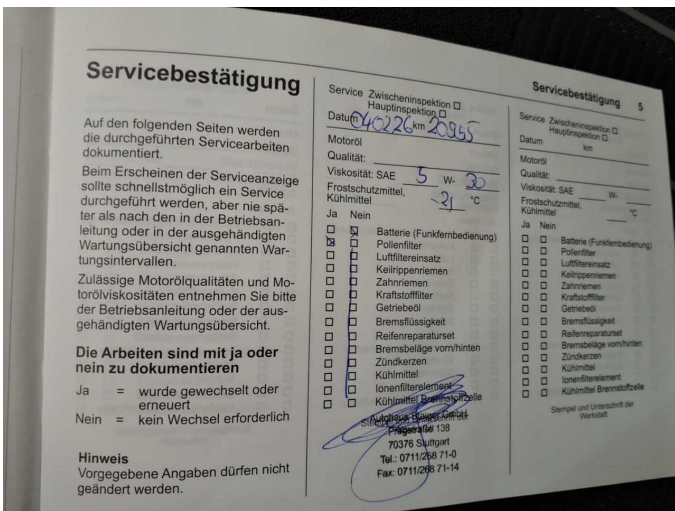 Servicebestätigung
Auf den folgenden Seiten werden
die durchgeführten Servicearbeiten
dokumentiert.
Beim Erscheinen der Serviceanzeige
sollte schnellstmöglich ein Service
durchgeführt werden, aber nie spä-
ter als nach den in der Betriebsan-
leitung oder in der ausgehändigten
Wartungsübersicht genannten War-
tungsintervallen.
Zulässige Motorölqualitäten und Mo-
torölviskositäten entnehmen Sie bitte
der Betriebsanleitung oder der aus-
gehändigten Wartungsübersicht.
Die Arbeiten sind mit ja oder
nein zu dokumentieren
Ja = wurde gewechselt oder
erneuert
Nein = kein Wechsel erforderlich
Hinweis
Vorgegebene Angaben dürfen nicht
geändert werden.
Service Zwischeninspektion
Hauptinspektion
Datum 040226 km 20955
Motoröl
Qualität:
Viskosität: SAE 5 W- 30
Frostschutzmittel,
Kühlmittel -21 °C
Ja Nein
Batterie (Funkfernbedienung)
Pollenfilter
Luftfiltereinsatz
Keilrippenriemen
Zahnriemen
Kraftstofffilter
Getriebeöl
Bremsflüssigkeit
Reifenreparaturset
Bremsbeläge vorn/hinten
Zündkerzen
Kühlmittel
Ionenfilterelement
Kühlmittel Brennstoffzelle
Autohaus GmbH
Pragstraße 138
70376 Stuttgart
Tel.: 0711/268 71-0
Fax: 0711/268 71-14
Servicebestätigung 5
Service Zwischeninspektion
Hauptinspektion
Datum km
Motoröl
Qualität:
Viskosität: SAE W-
Frostschutzmittel,
Kühlmittel °C
Ja Nein
Batterie (Funkfernbedienung)
Pollenfilter
Luftfiltereinsatz
Keilrippenriemen
Zahnriemen
Kraftstofffilter
Getriebeöl
Bremsflüssigkeit
Reifenreparaturset
Bremsbeläge vorn/hinten
Zündkerzen
Kühlmittel
Ionenfilterelement
Kühlmittel Brennstoffzelle
Stempel und Unterschrift der
Werkstatt